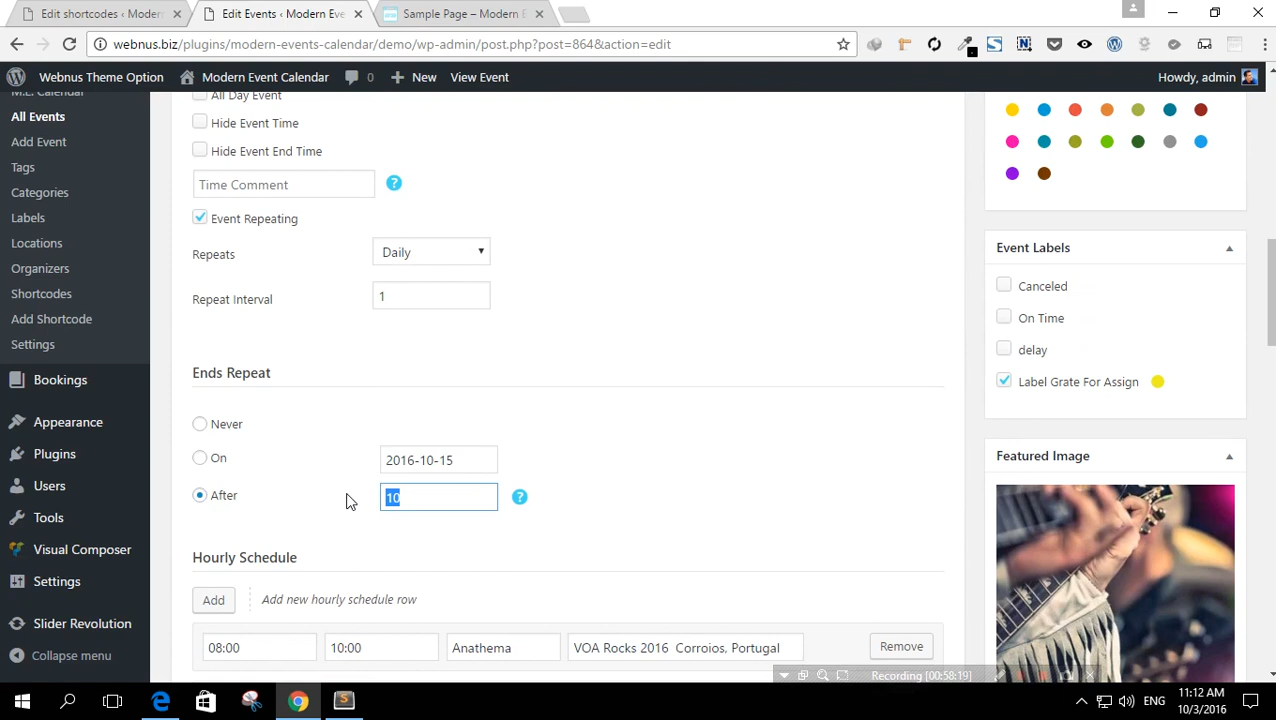 Edit shortcodes ‹ Modern
Edit Events ‹ Modern Eve
Sample Page – Modern E
webnus.biz/plugins/modern-events-calendar/demo/wp-admin/post.php?post=864&action=edit
Webnus Theme Option
Modern Event Calendar
0
New
View Event
Howdy, admin
M.E. Calendar
All Events
Add Event
Tags
Categories
Labels
Locations
Organizers
Shortcodes
Add Shortcode
Settings
Bookings
Appearance
Plugins
Users
Tools
Visual Composer
Settings
Slider Revolution
Collapse menu
All Day Event
Hide Event Time
Hide Event End Time
Time Comment ?
Event Repeating
Repeats Daily
Repeat Interval 1
Ends Repeat
Never
On 2016-10-15
After 10 ?
Hourly Schedule
Add Add new hourly schedule row
08:00 10:00 Anathema VOA Rocks 2016 Corroios, Portugal Remove
Event Labels
Canceled
On Time
delay
Label Grate For Assign
Featured Image
Recording [00:58:19]
ENG
11:12 AM
10/3/2016